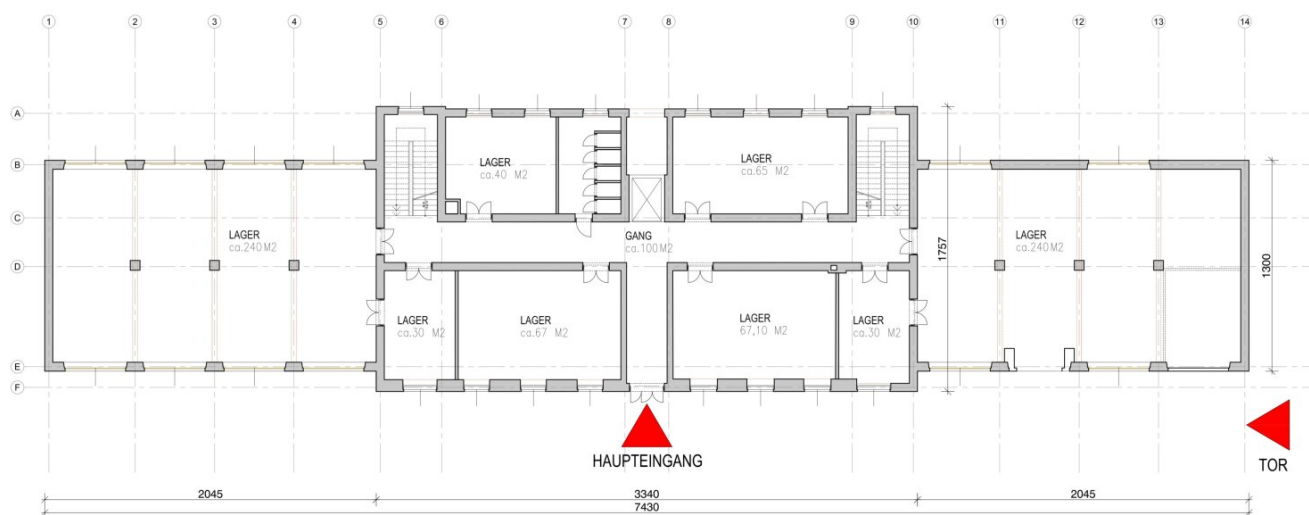 1 2 3 4 5 6 7 8 9 10 11 12 13 14
A
B
C
D
E
F
LAGER
ca.40 M2
LAGER
ca.65 M2
LAGER
ca.240 M2
GANG
ca.100 M2
LAGER
ca.240 M2
LAGER
ca.30 M2
LAGER
ca.67 M2
LAGER
67,10 M2
LAGER
ca.30 M2
1757
1300
HAUPTEINGANG
TOR
2045 3340 2045
7430